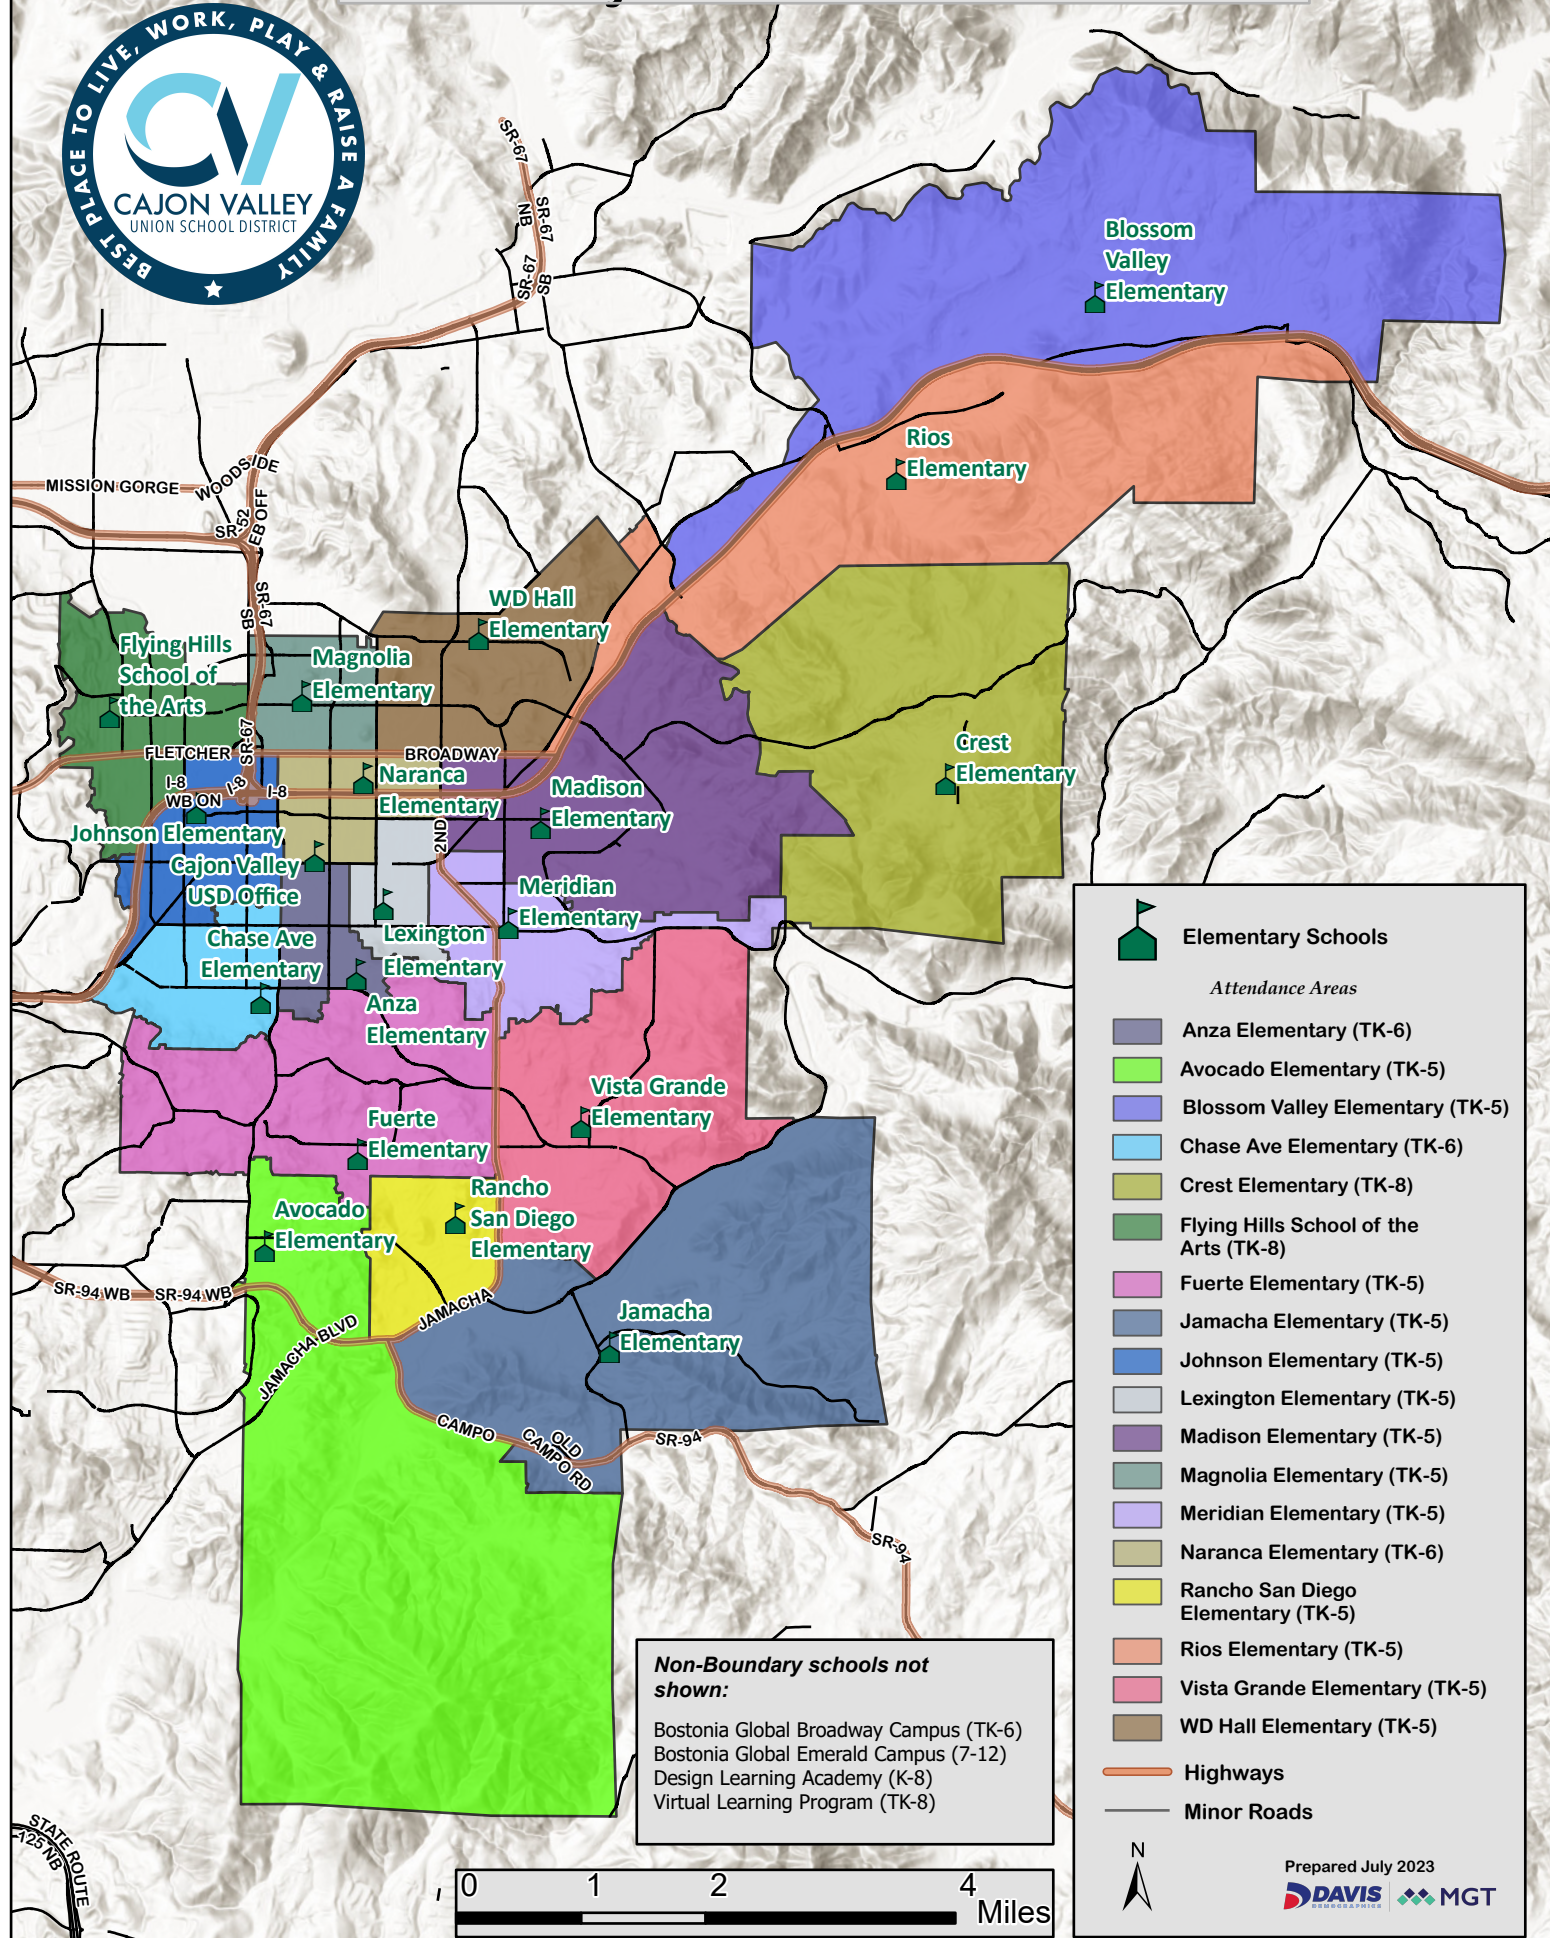 BEST PLACE TO LIVE, WORK, PLAY & RAISE A FAMILY
CV
CAJON VALLEY
UNION SCHOOL DISTRICT
SR-67
SR-67
NB
SR-67
SR-67
SB
Blossom
Valley
Elementary
Rios
Elementary
MISSION GORGE
WOODSIDE
SR-52
EB OFF
SR-67
SB
WD Hall
Elementary
Flying Hills
School of
the Arts
Magnolia
Elementary
SR-67
FLETCHER
BROADWAY
Crest
Elementary
I-8
WB ON
I-8
I-8
Naranca
Elementary
Madison
Elementary
Johnson Elementary
2ND
Cajon Valley
USD Office
Meridian
Elementary
Chase Ave
Elementary
Lexington
Elementary
Anza
Elementary
Vista Grande
Elementary
Fuerte
Elementary
Rancho
San Diego
Elementary
Avocado
Elementary
SR-94 WB
SR-94 WB
JAMACHA
JAMACHA BLVD
Jamacha
Elementary
CAMPO
OLD
CAMPO RD
SR-94
SR-94
STATE ROUTE
125 NB
Elementary Schools
Attendance Areas
Anza Elementary (TK-6)
Avocado Elementary (TK-5)
Blossom Valley Elementary (TK-5)
Chase Ave Elementary (TK-6)
Crest Elementary (TK-8)
Flying Hills School of the
Arts (TK-8)
Fuerte Elementary (TK-5)
Jamacha Elementary (TK-5)
Johnson Elementary (TK-5)
Lexington Elementary (TK-5)
Madison Elementary (TK-5)
Magnolia Elementary (TK-5)
Meridian Elementary (TK-5)
Naranca Elementary (TK-6)
Rancho San Diego
Elementary (TK-5)
Rios Elementary (TK-5)
Vista Grande Elementary (TK-5)
WD Hall Elementary (TK-5)
Highways
Minor Roads
N
Prepared July 2023
DAVIS
DEMOGRAPHICS
MGT
Non-Boundary schools not
shown:
Bostonia Global Broadway Campus (TK-6)
Bostonia Global Emerald Campus (7-12)
Design Learning Academy (K-8)
Virtual Learning Program (TK-8)
0 1 2 4
Miles